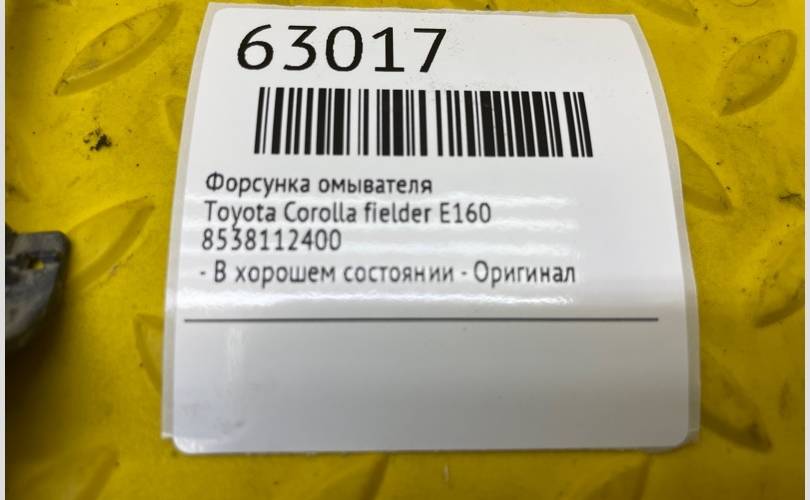 63017
Форсунка омывателя
Toyota Corolla fielder E160
8538112400
- В хорошем состоянии - Оригинал